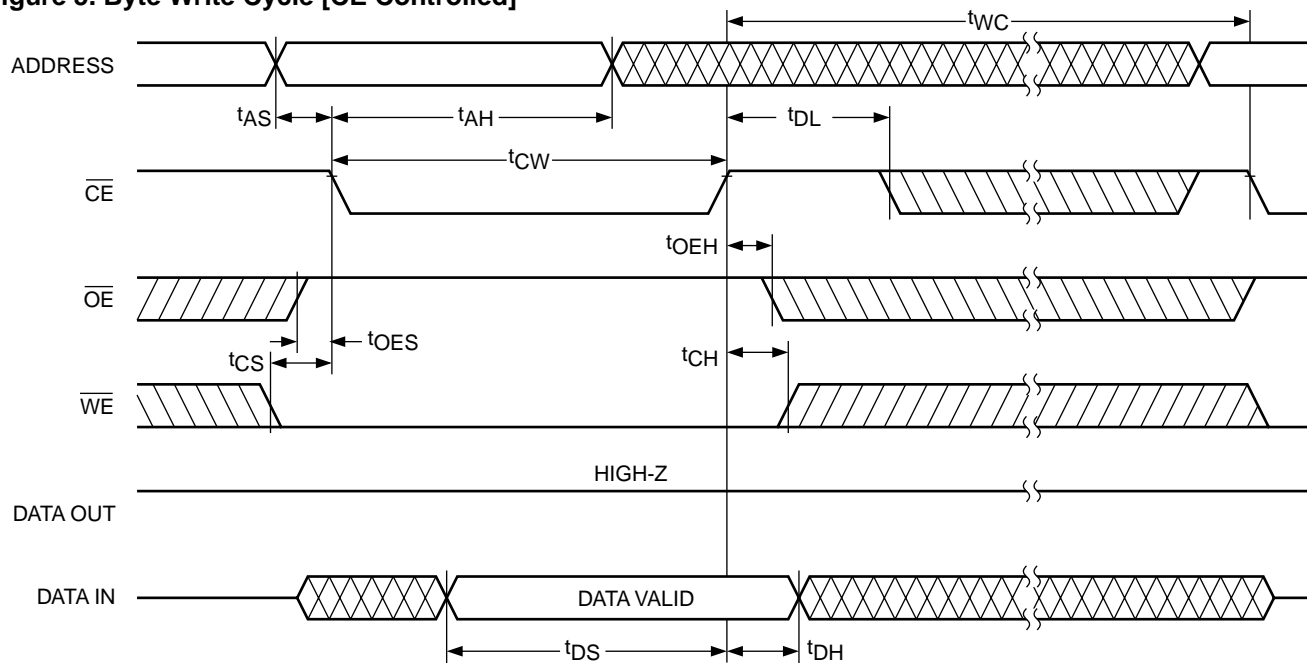 igure 5. Byte Write Cycle [CE Controlled]
tWC
ADDRESS
tAS
tAH
tDL
tCW
CE
tOEH
OE
tOES
tCS
tCH
WE
HIGH-Z
DATA OUT
DATA IN
DATA VALID
tDS
tDH